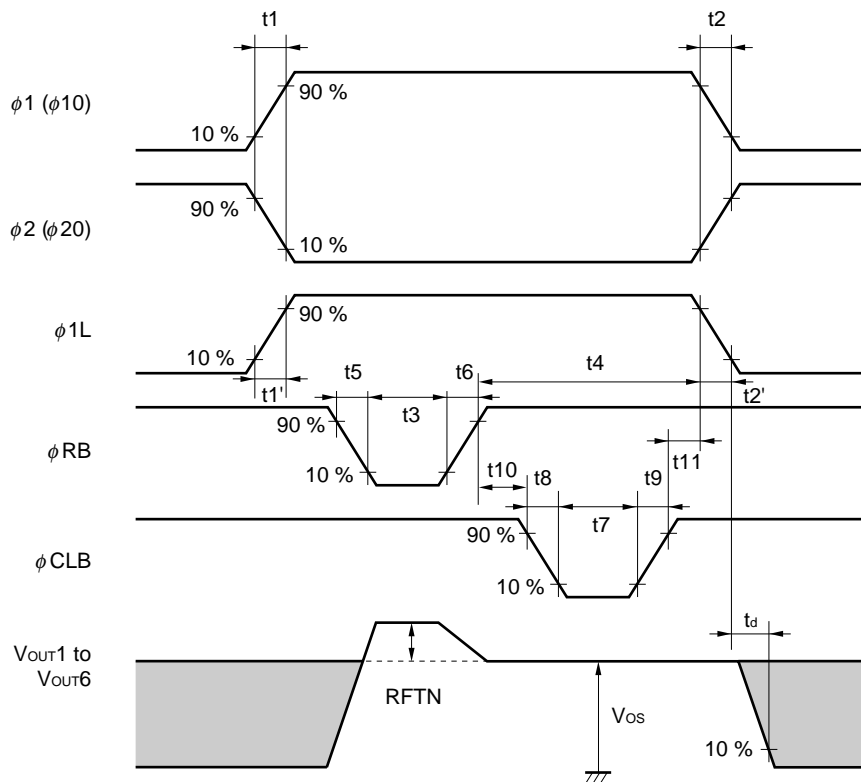 t1
t2
90 %
ϕ1 (ϕ10)
10 %
90 %
ϕ2 (ϕ20)
10 %
90 %
ϕ1L
10 %
t1'
t5
t6
t4
t2'
t3
90 %
ϕRB
t11
10 %
t10
t8
t9
t7
90 %
ϕCLB
10 %
td
VOUT1 to
VOUT6
RFTN
VOS
10 %